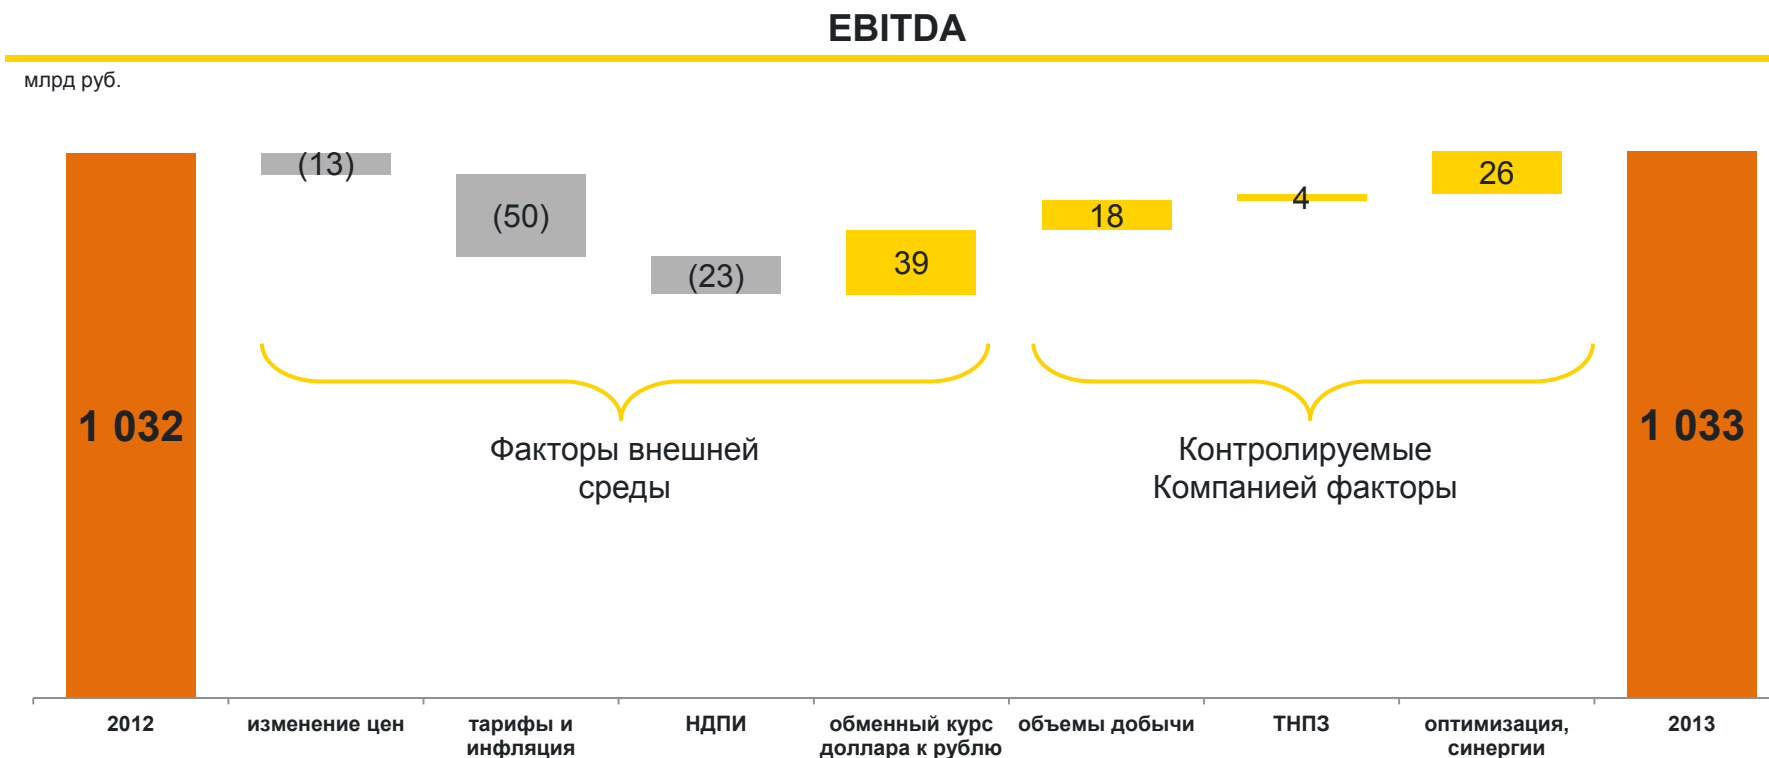 EBITDA
млрд руб.
(13)
(50)
(23)
39
18
4
26
1 032
1 033
Факторы внешней
среды
Контролируемые
Компанией факторы
2012
изменение цен
тарифы и
инфляция
НДПИ
обменный курс
доллара к рублю
объемы добычи
ТНПЗ
оптимизация,
синергии
2013